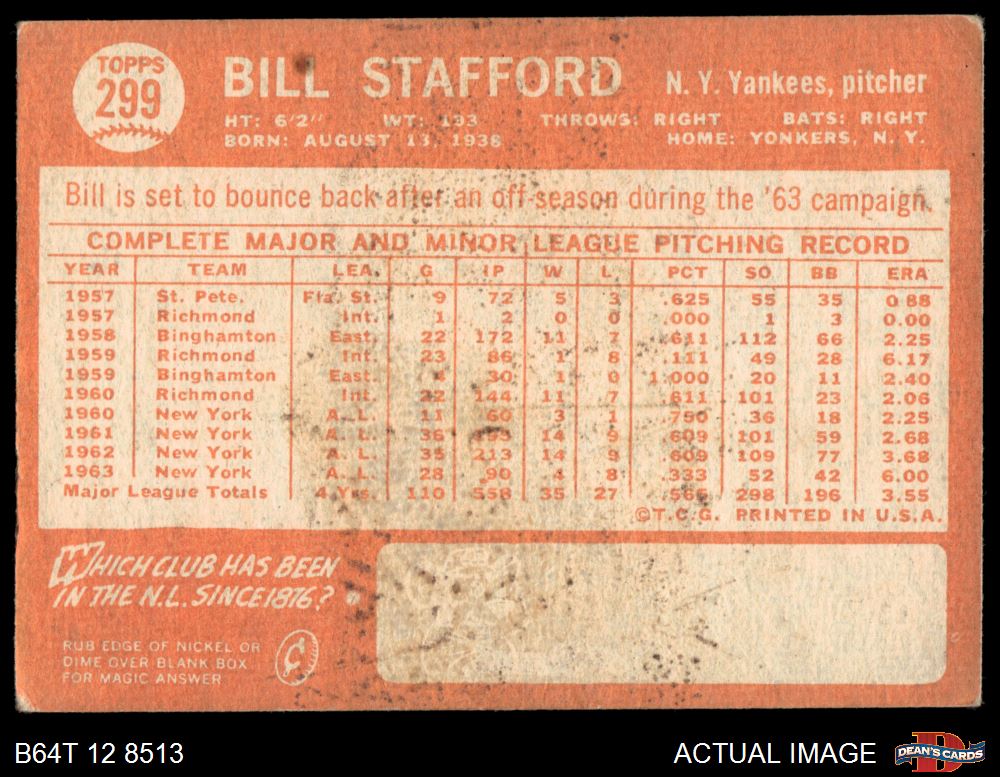 TOPPS
299
BILL STAFFORD N. Y. Yankees, pitcher
HT: 6'2" WT: 193 THROWS: RIGHT BATS: RIGHT
BORN: AUGUST 13, 1938 HOME: YONKERS, N. Y.
Bill is set to bounce back after an off-season during the '63 campaign.
COMPLETE MAJOR AND MINOR LEAGUE PITCHING RECORD
YEAR TEAM LEA. G IP W L PCT SO BB ERA
1957 St. Pete. Fla. St. 9 72 5 3 .625 55 35 0.88
1957 Richmond Int. 1 2 0 0 .000 1 3 0.00
1958 Binghamton East. 22 172 11 7 .611 112 66 2.25
1959 Richmond Int. 23 86 1 8 .111 49 28 6.17
1959 Binghamton East. 4 30 1 0 1.000 20 11 2.40
1960 Richmond Int. 22 144 11 7 .611 101 23 2.06
1960 New York A. L. 11 60 3 1 .750 36 18 2.25
1961 New York A. L. 36 195 14 9 .609 101 59 2.68
1962 New York A. L. 35 213 14 9 .609 109 77 3.68
1963 New York A. L. 28 90 4 8 .333 52 42 6.00
Major League Totals 4 Yrs. 110 558 35 27 .565 298 196 3.55
©T.C.G. PRINTED IN U.S.A.
WHICH CLUB HAS BEEN
IN THE N.L. SINCE 1876?
RUB EDGE OF NICKEL OR
DIME OVER BLANK BOX
FOR MAGIC ANSWER
B64T 12 8513 ACTUAL IMAGE DEAN'S CARDS